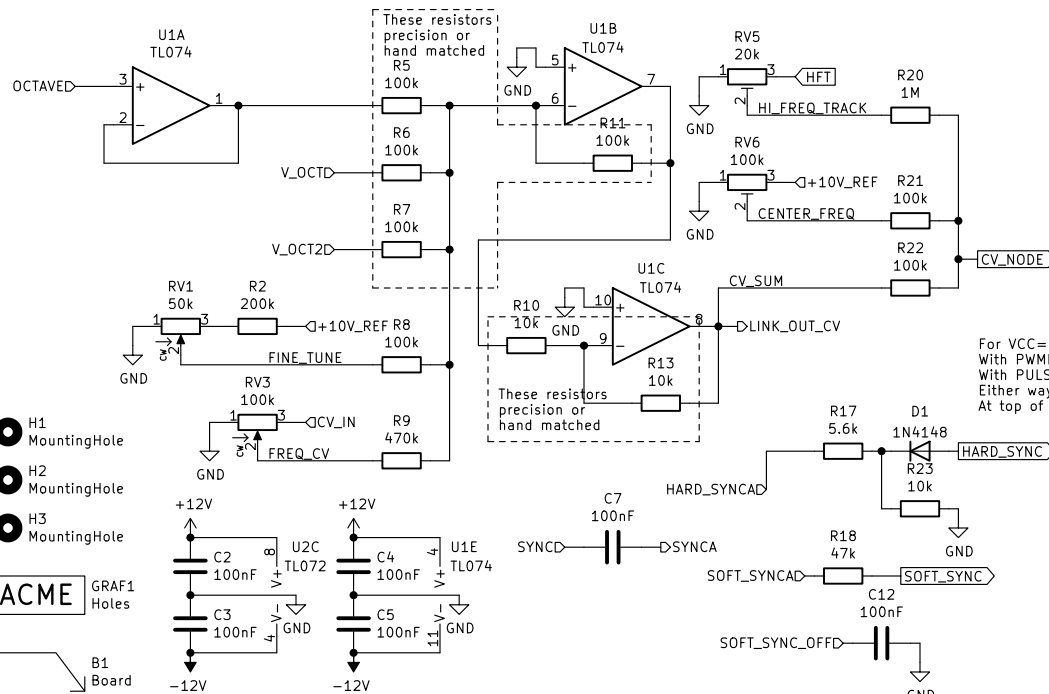 These resistors
precision or
hand matched
U1A
TL074
OCTAVE
3
+
2
−
1
R5
100k
R6
100k
V_OCT
R7
100k
V_OCT2
U1B
TL074
5
+
GND
6
−
7
R11
100k
RV5
20k
1
3
2
HFT
GND
HI_FREQ_TRACK
R20
1M
RV6
100k
1
3
2
+10V_REF
GND
CENTER_FREQ
R21
100k
R22
100k
CV_NODE
CV_SUM
U1C
TL074
10
+
GND
9
−
8
LINK_OUT_CV
R10
10k
R13
10k
These resistors
precision or
hand matched
RV1
50k
1
3
2
cw
GND
R2
200k
+10V_REF
R8
100k
FINE_TUNE
RV3
100k
1
3
2
cw
GND
CV_IN
R9
470k
FREQ_CV
For VCC=
With PWM
With PULS
Either way
At top of
H1
MountingHole
H2
MountingHole
H3
MountingHole
ACME
GRAF1
Holes
B1
Board
+12V
C2
100nF
C3
100nF
−12V
8
V+
U2C
TL072
V−
4
GND
+12V
C4
100nF
C5
100nF
−12V
4
V+
U1E
TL074
V−
11
GND
C7
100nF
SYNC
SYNCA
R17
5.6k
D1
1N4148
HARD_SYNC
HARD_SYNCA
R23
10k
GND
R18
47k
SOFT_SYNCA
SOFT_SYNC
C12
100nF
SOFT_SYNC_OFF
GND